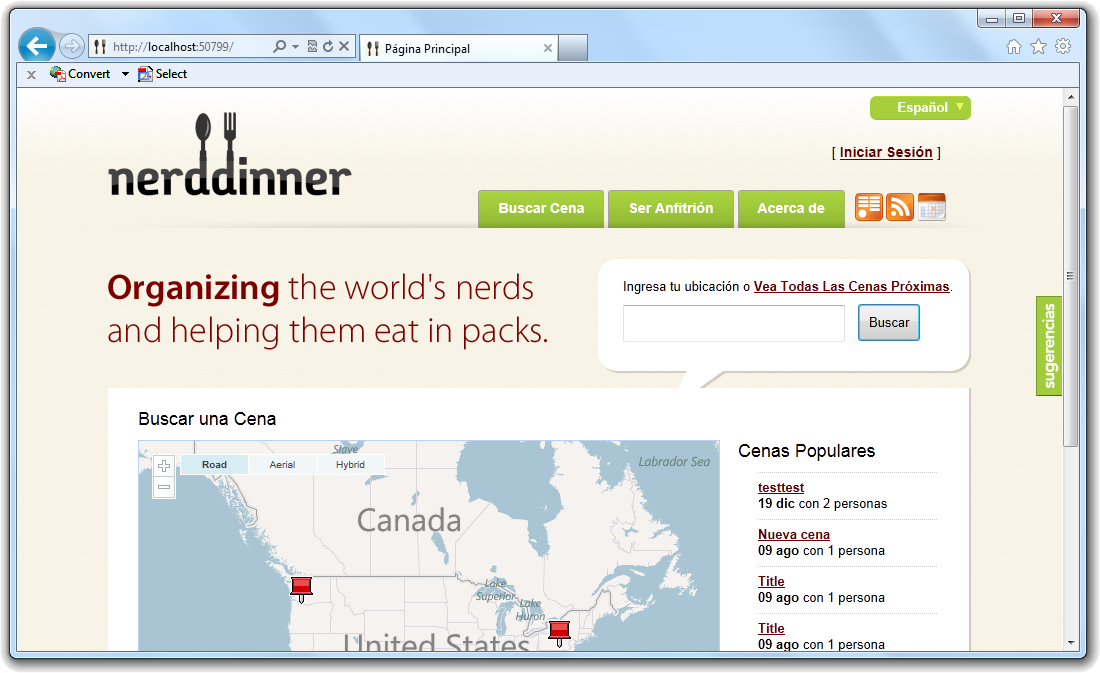 http://localhost:50799/
Página Principal
Convert
Select
Español
nerddinner
[ Iniciar Sesión ]
Buscar Cena
Ser Anfitrión
Acerca de
Organizing the world's nerds
and helping them eat in packs.
Ingresa tu ubicación o Vea Todas Las Cenas Próximas.
Buscar
sugerencias
Buscar una Cena
Road
Aerial
Hybrid
Slave
Labrador Sea
Canada
Lake
Superior
Lake
Huron
United States
Cenas Populares
testtest
19 dic con 2 personas
Nueva cena
09 ago con 1 persona
Title
09 ago con 1 persona
Title
09 ago con 1 persona